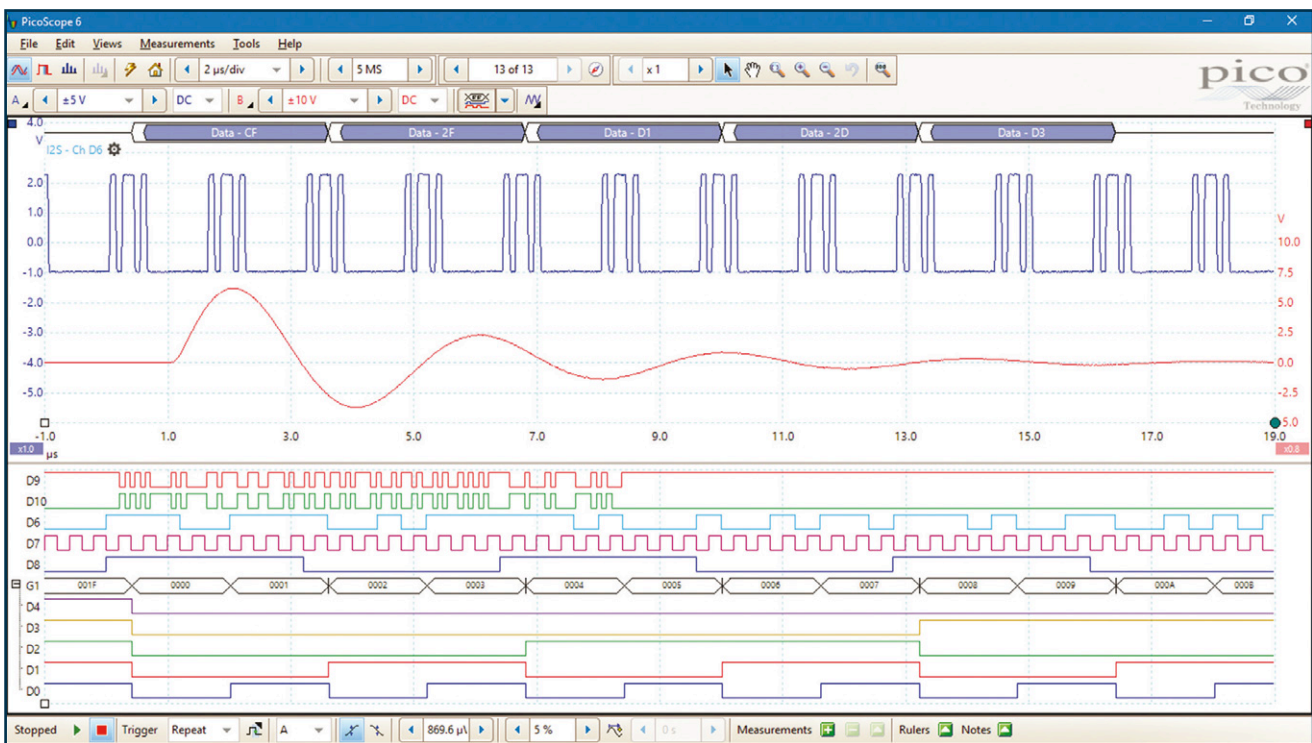 PicoScope 6
File Edit Views Measurements Tools Help
2 µs/div 5 MS 13 of 13 x 1
pico
Technology
A ±5 V DC B ±10 V DC
4.0 Data - CF Data - 2F Data - D1 Data - 2D Data - D3
V
I2S - Ch D6
2.0
1.0 V
0.0 10.0
-1.0 7.5
-2.0 5.0
-3.0 2.5
-4.0 0.0
-5.0 -2.5
5.0
-1.0 1.0 3.0 5.0 7.0 9.0 11.0 13.0 15.0 17.0 19.0
x1.0 µs x0.8
D9
D10
D6
D7
D8
G1 001F 0000 0001 0002 0003 0004 0005 0006 0007 0008 0009 000A 000B
D4
D3
D2
D1
D0
Stopped Trigger Repeat A 869.6 µ\ 5 % 0 s Measurements Rulers Notes